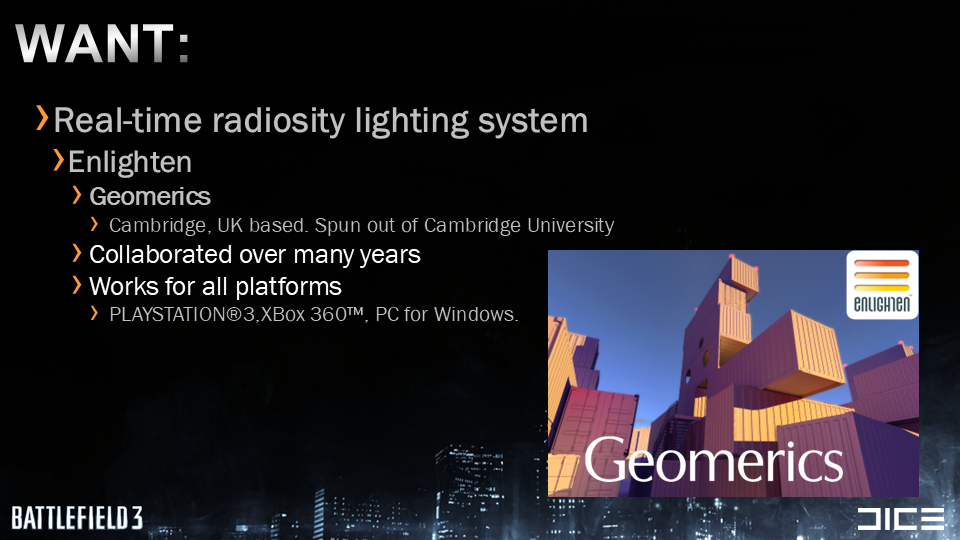 WANT:
Real-time radiosity lighting system
Enlighten
Geomerics
Cambridge, UK based. Spun out of Cambridge University
Collaborated over many years
Works for all platforms
PLAYSTATION®3,XBox 360™, PC for Windows.
ENLIGHTEN™
Geomerics
BATTLEFIELD 3
DICE